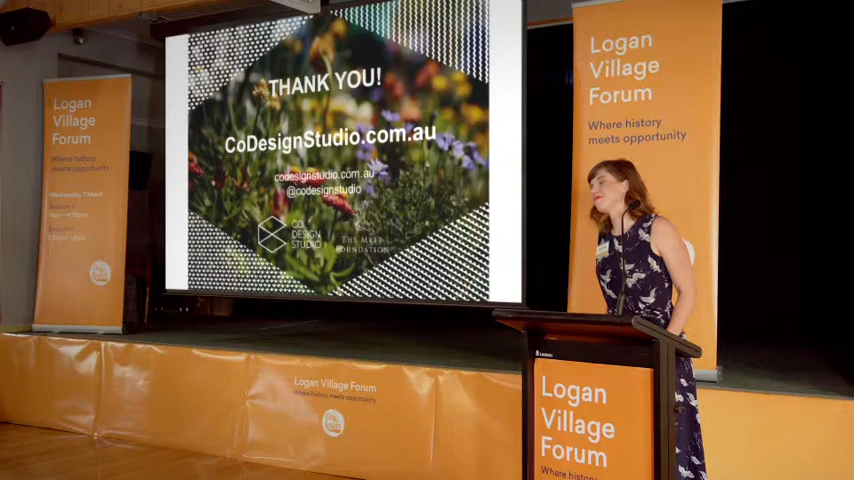 Logan
Village
Forum
Where history
meets opportunity
Wednesday 7 March
Session 1
THANK YOU!
CoDesignStudio.com.au
codesignstudio.com.au
@codesignstudio
CO
DESIGN
STUDIO
THE MYER
FOUNDATION
Logan
Village
Forum
Where history
meets opportunity
Logan Village Forum
Where history meets opportunity
Logan
Village
Forum
Where history